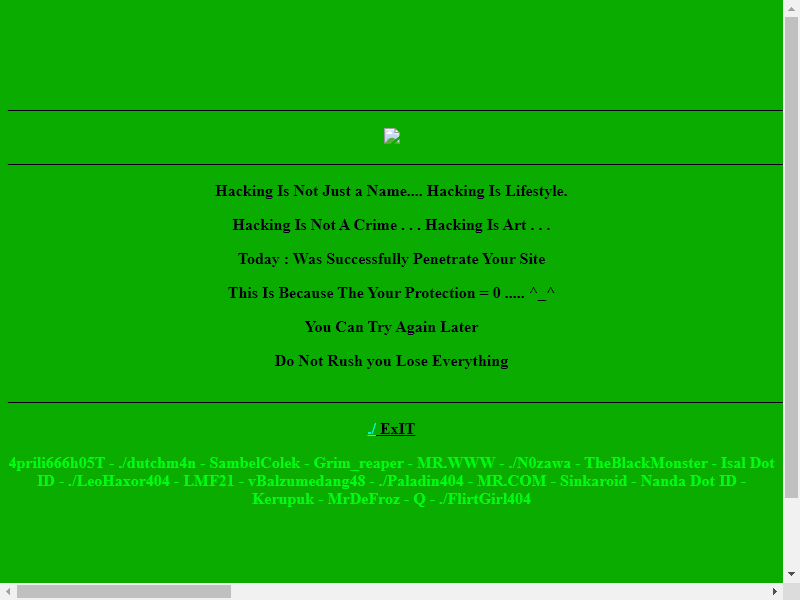 Hacking Is Not Just a Name.... Hacking Is Lifestyle.
Hacking Is Not A Crime . . . Hacking Is Art . . .
Today : Was Successfully Penetrate Your Site
This Is Because The Your Protection = 0 ..... ^_^
You Can Try Again Later
Do Not Rush you Lose Everything
./ ExIT
4prili666h05T - ./dutchm4n - SambelColek - Grim_reaper - MR.WWW - ./N0zawa - TheBlackMonster - Isal Dot
ID - ./LeoHaxor404 - LMF21 - vBalzumedang48 - ./Paladin404 - MR.COM - Sinkaroid - Nanda Dot ID -
Kerupuk - MrDeFroz - Q - ./FlirtGirl404